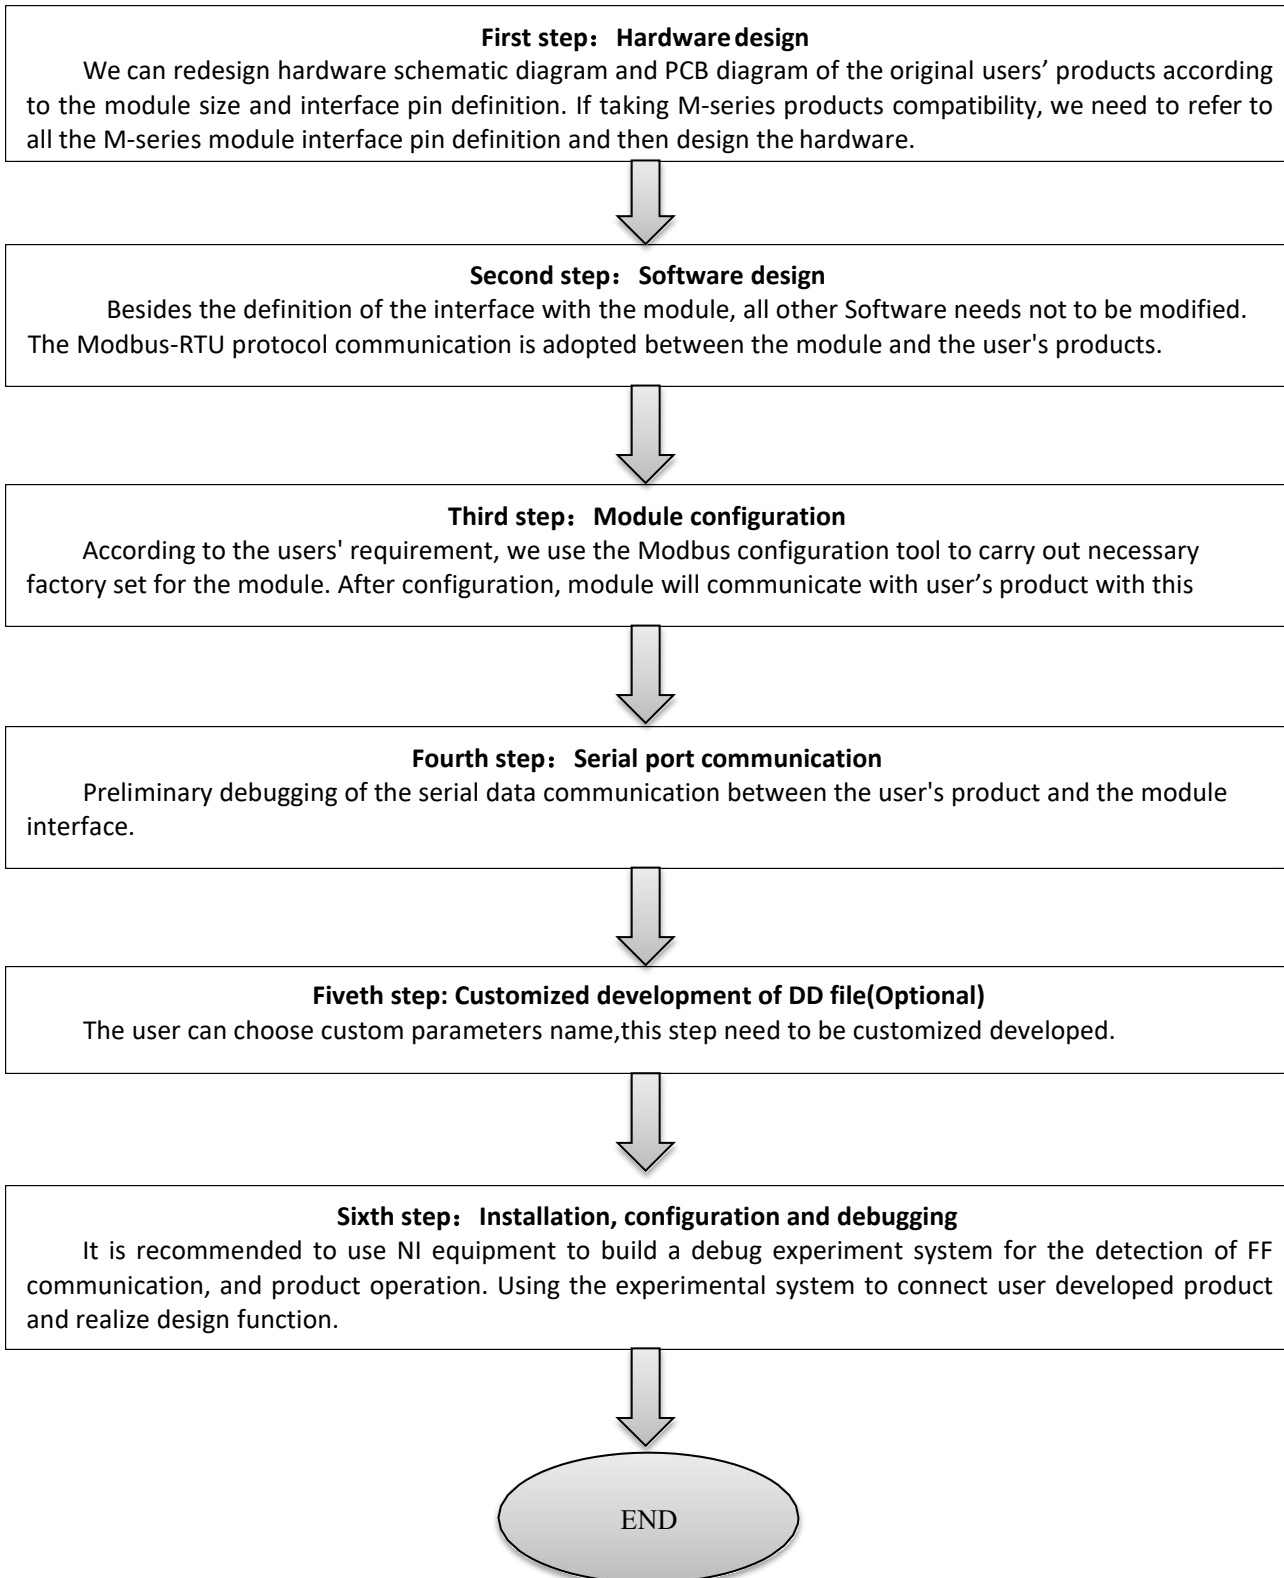 First step：Hardware design
We can redesign hardware schematic diagram and PCB diagram of the original users’ products according
to the module size and interface pin definition. If taking M-series products compatibility, we need to refer to
all the M-series module interface pin definition and then design the hardware.
Second step：Software design
Besides the definition of the interface with the module, all other Software needs not to be modified.
The Modbus-RTU protocol communication is adopted between the module and the user's products.
Third step：Module configuration
According to the users' requirement, we use the Modbus configuration tool to carry out necessary
factory set for the module. After configuration, module will communicate with user’s product with this
Fourth step：Serial port communication
Preliminary debugging of the serial data communication between the user's product and the module
interface.
Fiveth step: Customized development of DD file(Optional)
The user can choose custom parameters name,this step need to be customized developed.
Sixth step：Installation, configuration and debugging
It is recommended to use NI equipment to build a debug experiment system for the detection of FF
communication, and product operation. Using the experimental system to connect user developed product
and realize design function.
END